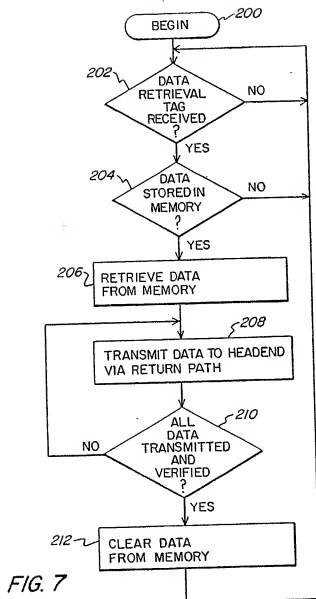 BEGIN
200
202
DATA
RETRIEVAL
TAG
RECEIVED
?
NO
YES
204
DATA
STORED IN
MEMORY
?
NO
YES
206
RETRIEVE DATA
FROM MEMORY
208
TRANSMIT DATA TO HEADEND
VIA RETURN PATH
210
ALL
DATA
TRANSMITTED
AND
VERIFIED
?
NO
YES
212
CLEAR DATA
FROM MEMORY
FIG. 7